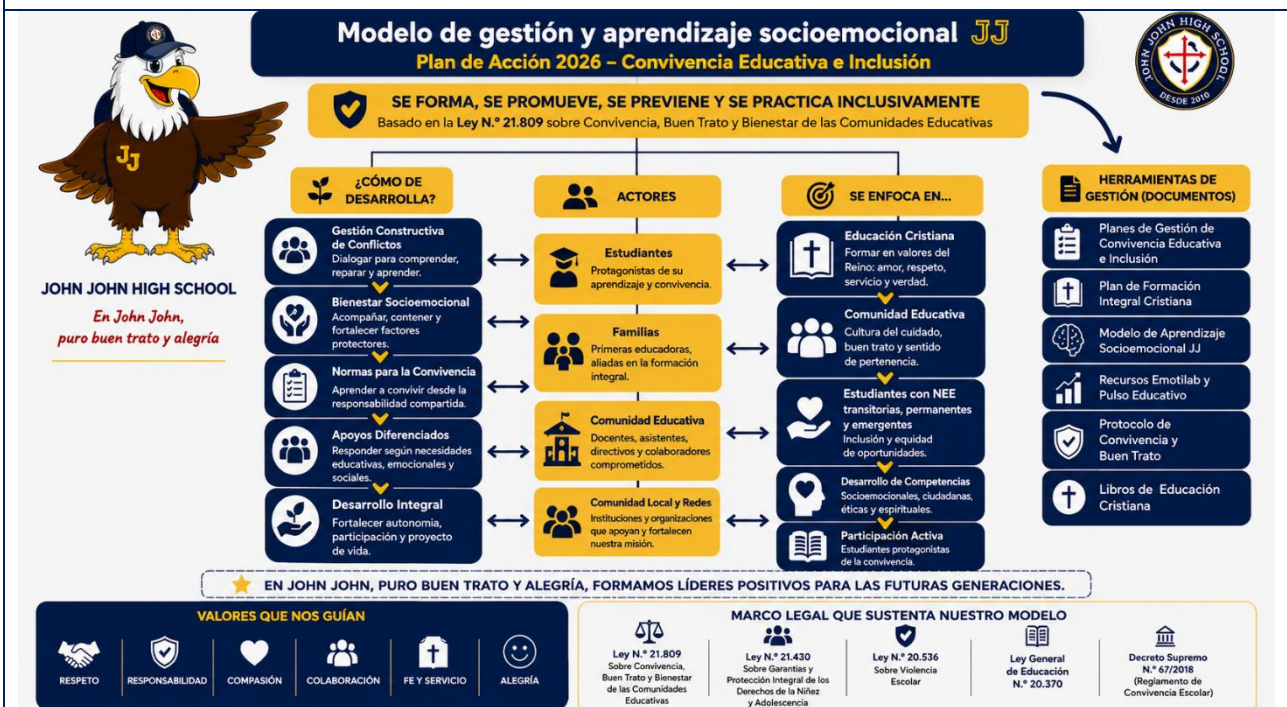 Modelo de gestión y aprendizaje socioemocional JJ
Plan de Acción 2026 – Convivencia Educativa e Inclusión
SE FORMA, SE PROMUEVE, SE PREVIENE Y SE PRACTICA INCLUSIVAMENTE
Basado en la Ley N.º 21.809 sobre Convivencia, Buen Trato y Bienestar de las Comunidades Educativas
JOHN JOHN HIGH SCHOOL
DESDE 2010
JJ
JOHN JOHN HIGH SCHOOL
En John John,
puro buen trato y alegría
¿CÓMO DE
DESARROLLA?
Gestión Constructiva
de Conflictos
Dialogar para comprender,
reparar y aprender.
Bienestar Socioemocional
Acompañar, contener y
fortalecer factores
protectores.
Normas para la Convivencia
Aprender a convivir desde la
responsabilidad compartida.
Apoyos Diferenciados
Responder según necesidades
educativas, emocionales y
sociales.
Desarrollo Integral
Fortalecer autonomía,
participación y proyecto
de vida.
ACTORES
Estudiantes
Protagonistas de su
aprendizaje y convivencia.
Familias
Primeras educadoras,
aliadas en la formación
integral.
Comunidad Educativa
Docentes, asistentes,
directivos y colaboradores
comprometidos.
Comunidad Local y Redes
Instituciones y organizaciones
que apoyan y fortalecen
nuestra misión.
SE ENFOCA EN...
Educación Cristiana
Formar en valores del
Reino: amor, respeto,
servicio y verdad.
Comunidad Educativa
Cultura del cuidado,
buen trato y sentido
de pertenencia.
Estudiantes con NEE
transitorias, permanentes
y emergentes
Inclusión y equidad
de oportunidades.
Desarrollo de Competencias
Socioemocionales, ciudadanas,
éticas y espirituales.
Participación Activa
Estudiantes protagonistas
de la convivencia.
HERRAMIENTAS DE
GESTIÓN (DOCUMENTOS)
Planes de Gestión de
Convivencia Educativa
e Inclusión
Plan de Formación
Integral Cristiana
Modelo de Aprendizaje
Socioemocional JJ
Recursos Emotilab y
Pulso Educativo
Protocolo de
Convivencia y
Buen Trato
Libros de Educación
Cristiana
EN JOHN JOHN, PURO BUEN TRATO Y ALEGRÍA, FORMAMOS LÍDERES POSITIVOS PARA LAS FUTURAS GENERACIONES.
VALORES QUE NOS GUÍAN
RESPETO
RESPONSABILIDAD
COMPASIÓN
COLABORACIÓN
FE Y SERVICIO
ALEGRÍA
MARCO LEGAL QUE SUSTENTA NUESTRO MODELO
Ley N.º 21.809
Sobre Convivencia,
Buen Trato y Bienestar
de las Comunidades
Educativas
Ley N.º 21.430
Sobre Garantías y
Protección Integral de los
Derechos de la Niñez
y Adolescencia
Ley N.º 20.536
Sobre Violencia
Escolar
Ley General
de Educación
N.º 20.370
Decreto Supremo
N.º 67/2018
(Reglamento de
Convivencia Escolar)